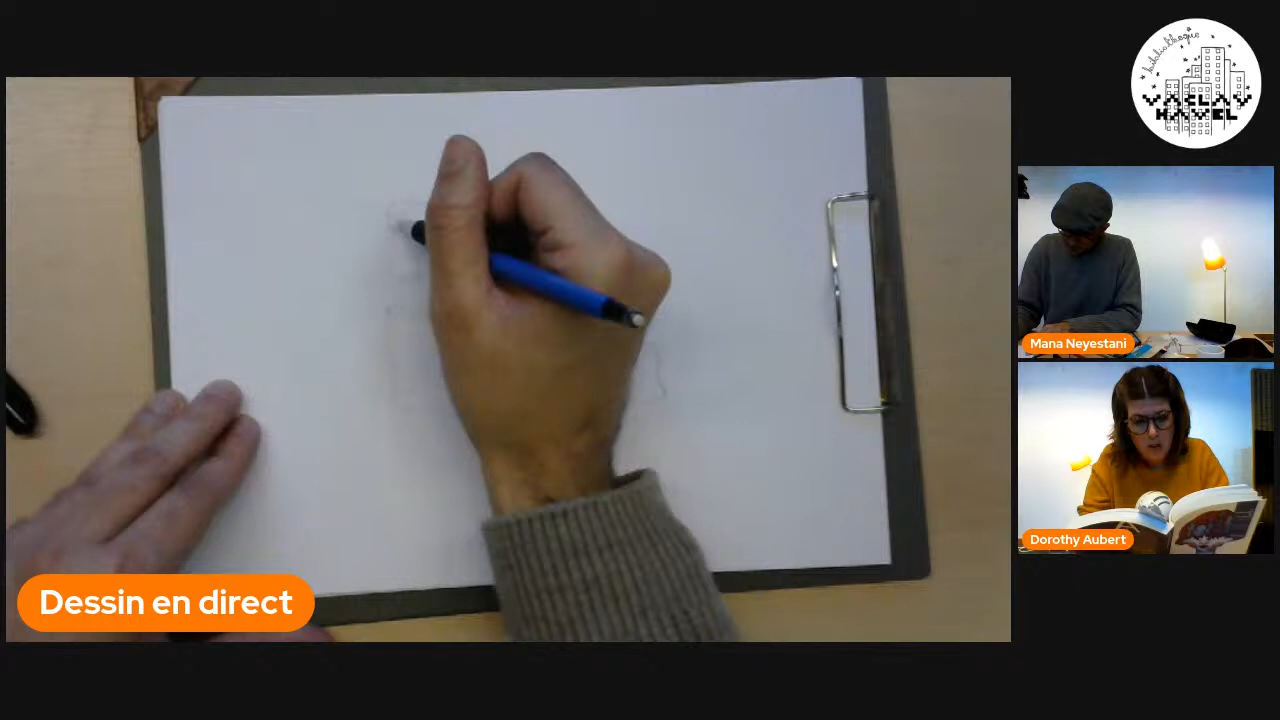 bibliothèque
VACLAV
HAVEL
Mana Neyestani
Dorothy Aubert
Dessin en direct